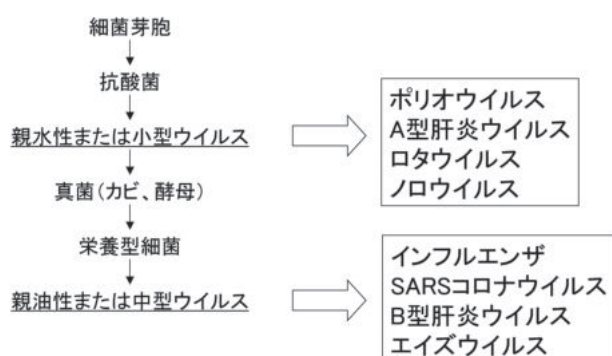 細菌芽胞
抗酸菌
親水性または小型ウイルス
真菌(カビ、酵母)
栄養型細菌
親油性または中型ウイルス
ポリオウイルス
A型肝炎ウイルス
ロタウイルス
ノロウイルス
インフルエンザ
SARSコロナウイルス
B型肝炎ウイルス
エイズウイルス